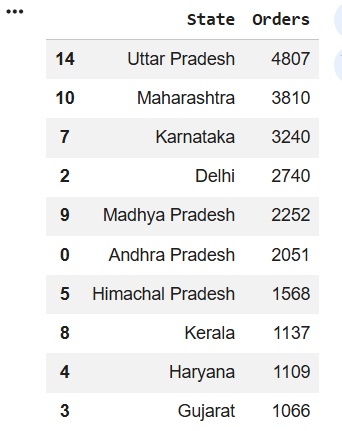 State Orders
14 Uttar Pradesh 4807
10 Maharashtra 3810
7 Karnataka 3240
2 Delhi 2740
9 Madhya Pradesh 2252
0 Andhra Pradesh 2051
5 Himachal Pradesh 1568
8 Kerala 1137
4 Haryana 1109
3 Gujarat 1066